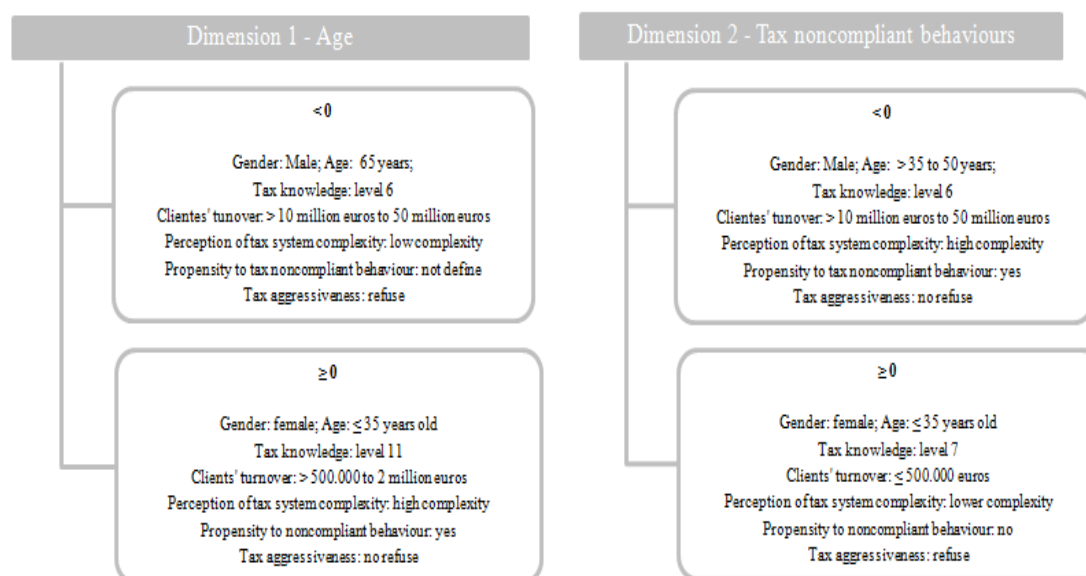 Dimension 1 - Age
<0
Gender: Male; Age: 65 years;
Tax knowledge: level 6
Clientes' tunover: > 10 million euros to 50 million euros
Perception of tax system complexity: low complexity
Propensity to tax noncompliant behaviour: not define
Tax aggressiveness: refuse
≥0
Gender: female; Age: ≤ 35 years old
Tax knowledge: level 11
Clients' turnover: > 500.000 to 2 million euros
Perception of tax system complexity: high complexity
Propensity to noncompliant behaviour: yes
Tax aggressiveness: no refuse
Dimension 2 - Tax noncompliant behaviours
<0
Gender: Male; Age: > 35 to 50 years;
Tax knowledge: level 6
Clients' turnover: > 10 million euros to 50 million euros
Perception of tax system complexity: high complexity
Propensity to tax noncompliant behaviour: yes
Tax aggressiveness: no refuse
≥0
Gender: female; Age: ≤ 35 years old
Tax knowledge: level 7
Clients' turnover: ≤ 500.000 euros
Perception of tax system complexity: lower complexity
Propensity to noncompliant behaviour: no
Tax aggressiveness: refuse